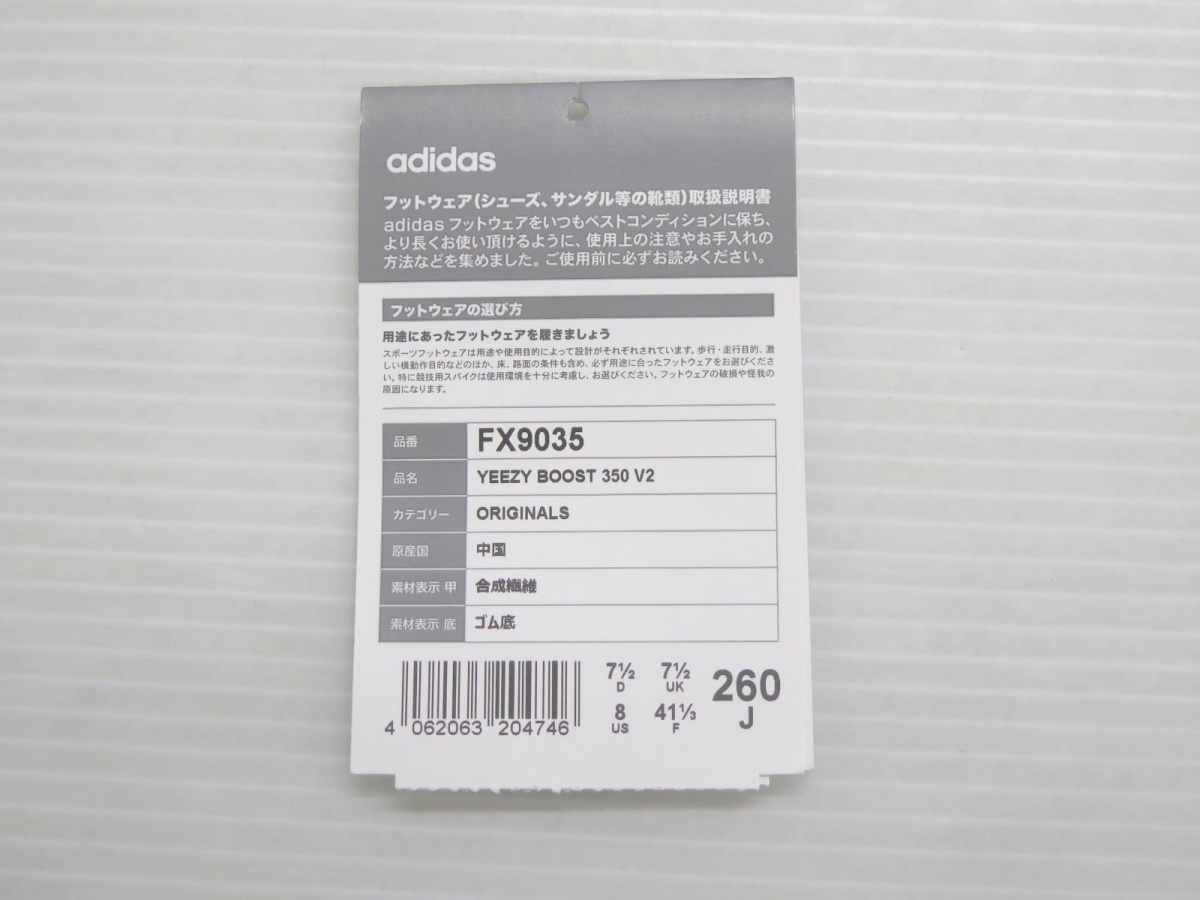 adidas
フットウェア(シューズ、サンダル等の靴類)取扱説明書
adidas フットウェアをいつもベストコンディションに保ち、
より長くお使い頂けるように、使用上の注意やお手入れの
方法などを集めました。ご使用前に必ずお読みください。
フットウェアの選び方
用途にあったフットウェアを履きましょう
スポーツフットウェアは用途や使用目的によって設計がそれぞれされています。歩行・走行目的、激
しい横動作目的などのほか、床、路面の条件も含め、必ず用途に合ったフットウェアをお選びくださ
い。特に競技用スパイクは使用環境を十分に考慮し、お選びください。フットウェアの破損や怪我の
原因になります。
品番 FX9035
品名 YEEZY BOOST 350 V2
カテゴリー ORIGINALS
原産国 中国
素材表示 甲 合成繊維
素材表示 底 ゴム底
7½ 7½ 260
D UK
8 41⅓ J
US F
4 062063 204746